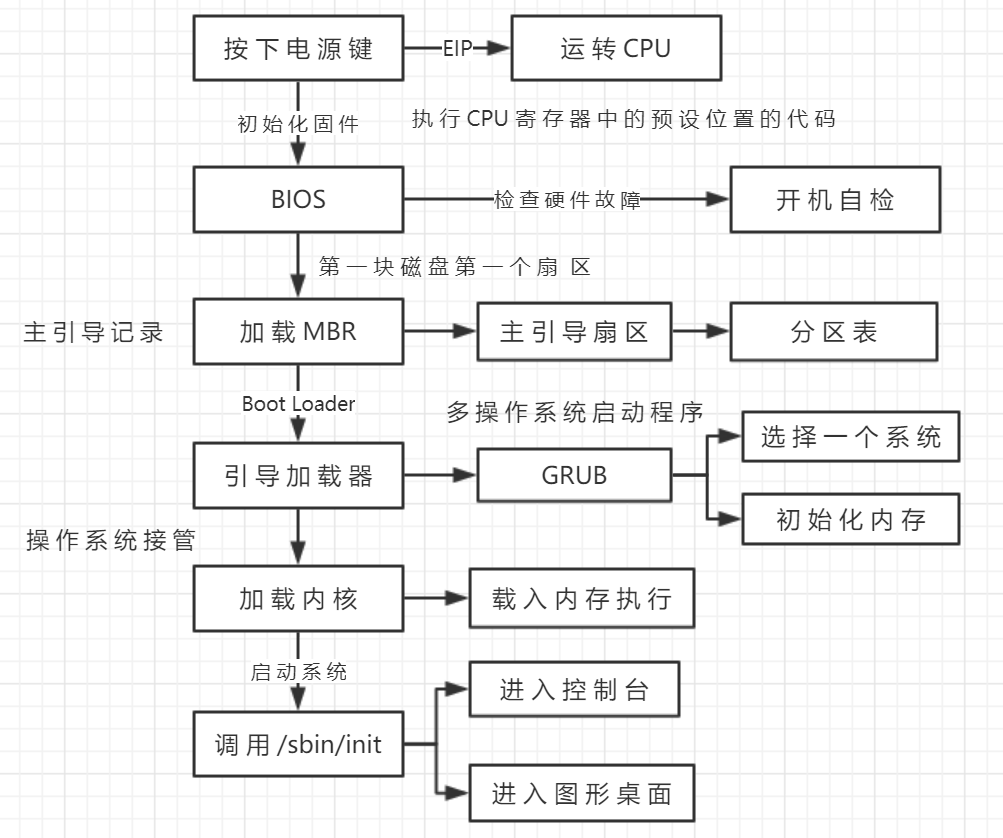 按下电源键
EIP
运转CPU
初始化固件
执行CPU寄存器中的预设位置的代码
BIOS
检查硬件故障
开机自检
第一块磁盘第一个扇 区
主引导记录
加载MBR
主引导扇区
分区表
Boot Loader
多操作系统启动程序
选择一个系统
引导加载器
GRUB
初始化内存
操作系统接管
加载内核
载入内存执行
启动系统
进入控制台
调用/sbin/init
进入图形桌面